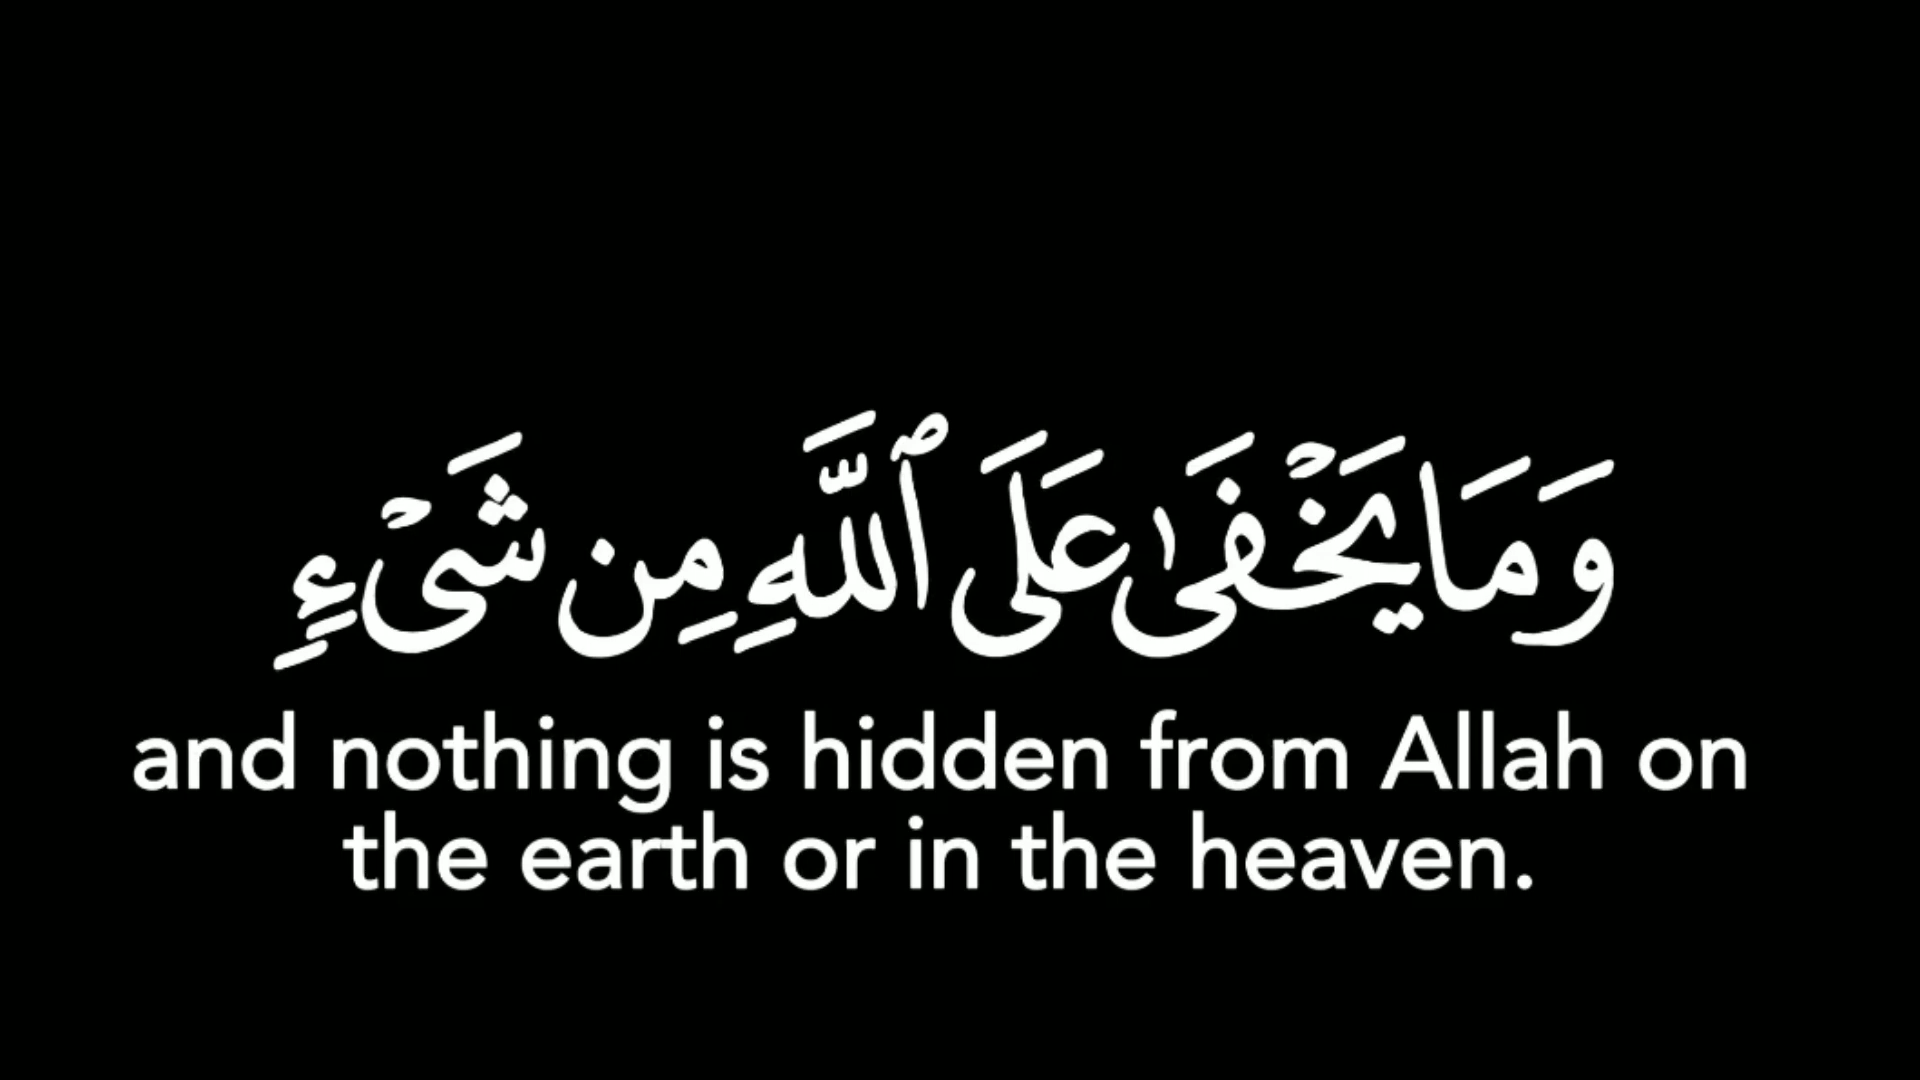 وَمَا يَخْفَىٰ عَلَى ٱللَّهِ مِن شَىْءٍ
and nothing is hidden from Allah on
the earth or in the heaven.